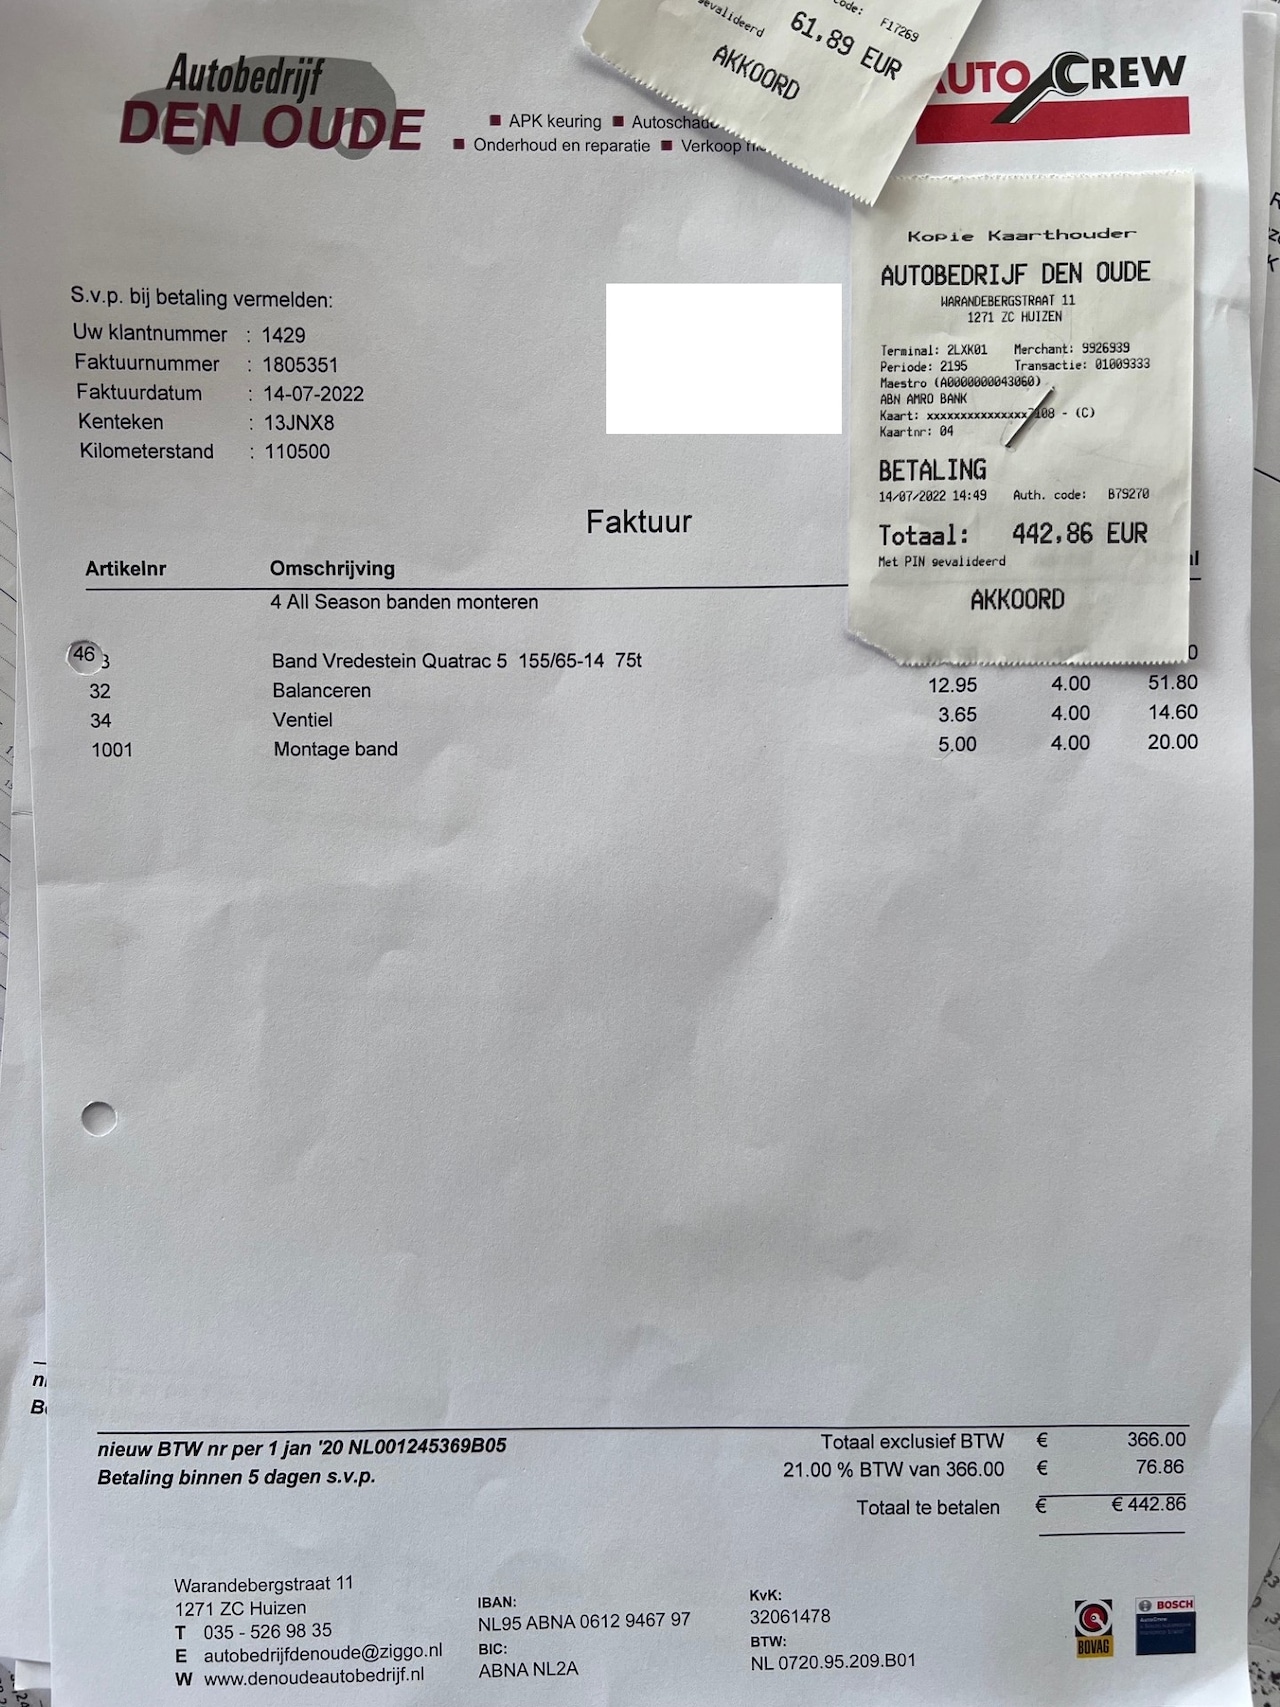 61,89 EUR
F17269
AKKOORD
Autobedrijf
DEN OUDE
APK keuring
Onderhoud en reparatie
Verkoop
CREW
Kopie Kaarthouder
AUTOBEDRIJF DEN OUDE
WARANDEBERGSTRAAT 11
1271 ZC HUIZEN
Terminal: 2LXK01 Merchant: 9926939
Periode: 2195 Transactie: 01009333
Maestro (A0000000043060)
ABN AMRO BANK
Kaart: xxxxxxxxxxxxxxx7108 - (C)
Kaartnr: 04
BETALING
14/07/2022 14:49 Auth. code: B79270
Totaal: 442,86 EUR
Met PIN gevalideerd
AKKOORD
S.v.p. bij betaling vermelden:
Uw klantnummer : 1429
Faktuurnummer : 1805351
Faktuurdatum : 14-07-2022
Kenteken : 13JNX8
Kilometerstand : 110500
Faktuur
Artikelnr Omschrijving
4 All Season banden monteren
46 Band Vredestein Quatrac 5 155/65-14 75t
32 Balanceren 12.95 4.00 51.80
34 Ventiel 3.65 4.00 14.60
1001 Montage band 5.00 4.00 20.00
nieuw BTW nr per 1 jan '20 NL001245369B05
Betaling binnen 5 dagen s.v.p.
Totaal exclusief BTW € 366.00
21.00 % BTW van 366.00 € 76.86
Totaal te betalen € € 442.86
Warandebergstraat 11
1271 ZC Huizen
T 035 - 526 98 35
E autobedrijfdenoude@ziggo.nl
W www.denoudeautobedrijf.nl
IBAN:
NL95 ABNA 0612 9467 97
BIC:
ABNA NL2A
KvK:
32061478
BTW:
NL 0720.95.209.B01
BOVAG
BOSCH